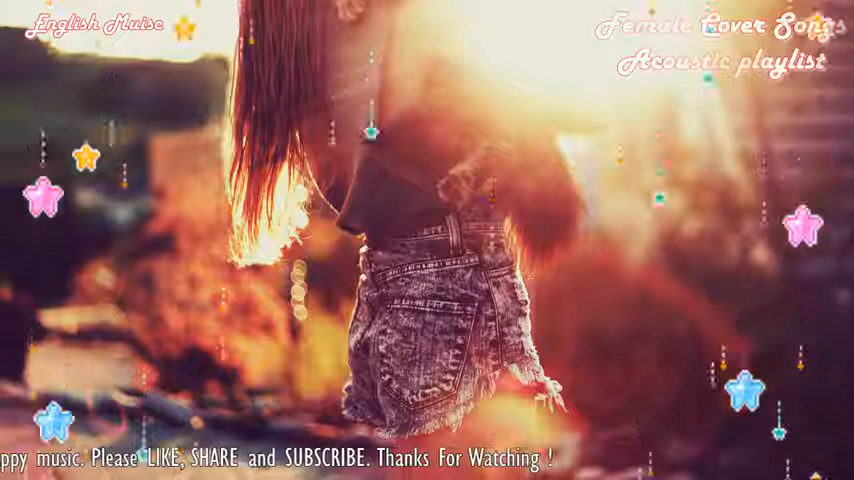 English Muisc
Female Cover Songs
Acoustic playlist
ppy music. Please LIKE, SHARE and SUBSCRIBE. Thanks For Watching !